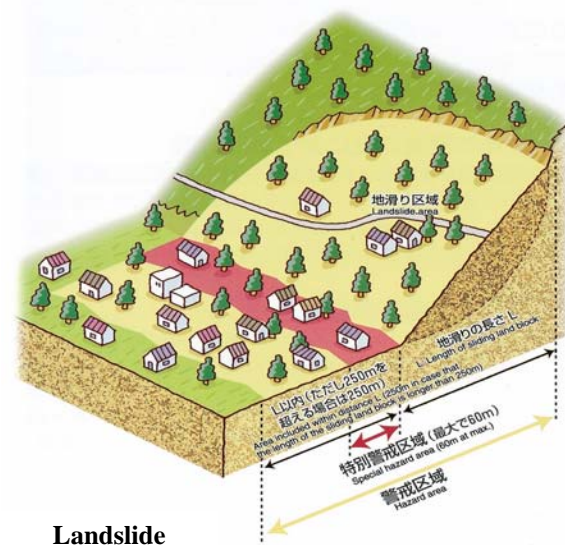 地滑り区域
Landslide area
地滑りの長さ L
L: Length of sliding land block
L以内(ただし250mを
超える場合は250m)
Area included within distance L (250m in case that
the length of the sliding land block is longer than 250m)
特別警戒区域(最大で60m)
Special hazard area (60m at max.)
警戒区域
Hazard area
Landslide